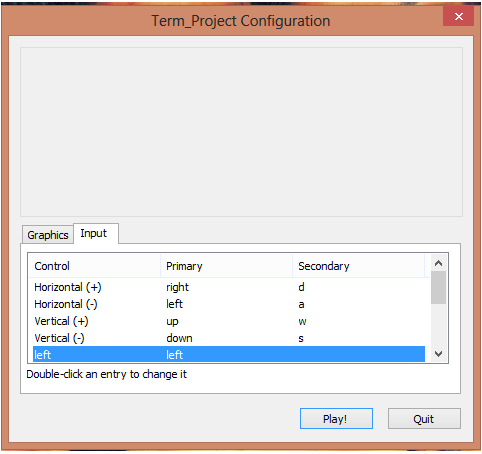 Term_Project Configuration
Graphics Input
Control Primary Secondary
Horizontal (+) right d
Horizontal (-) left a
Vertical (+) up w
Vertical (-) down s
left left
Double-click an entry to change it
Play! Quit